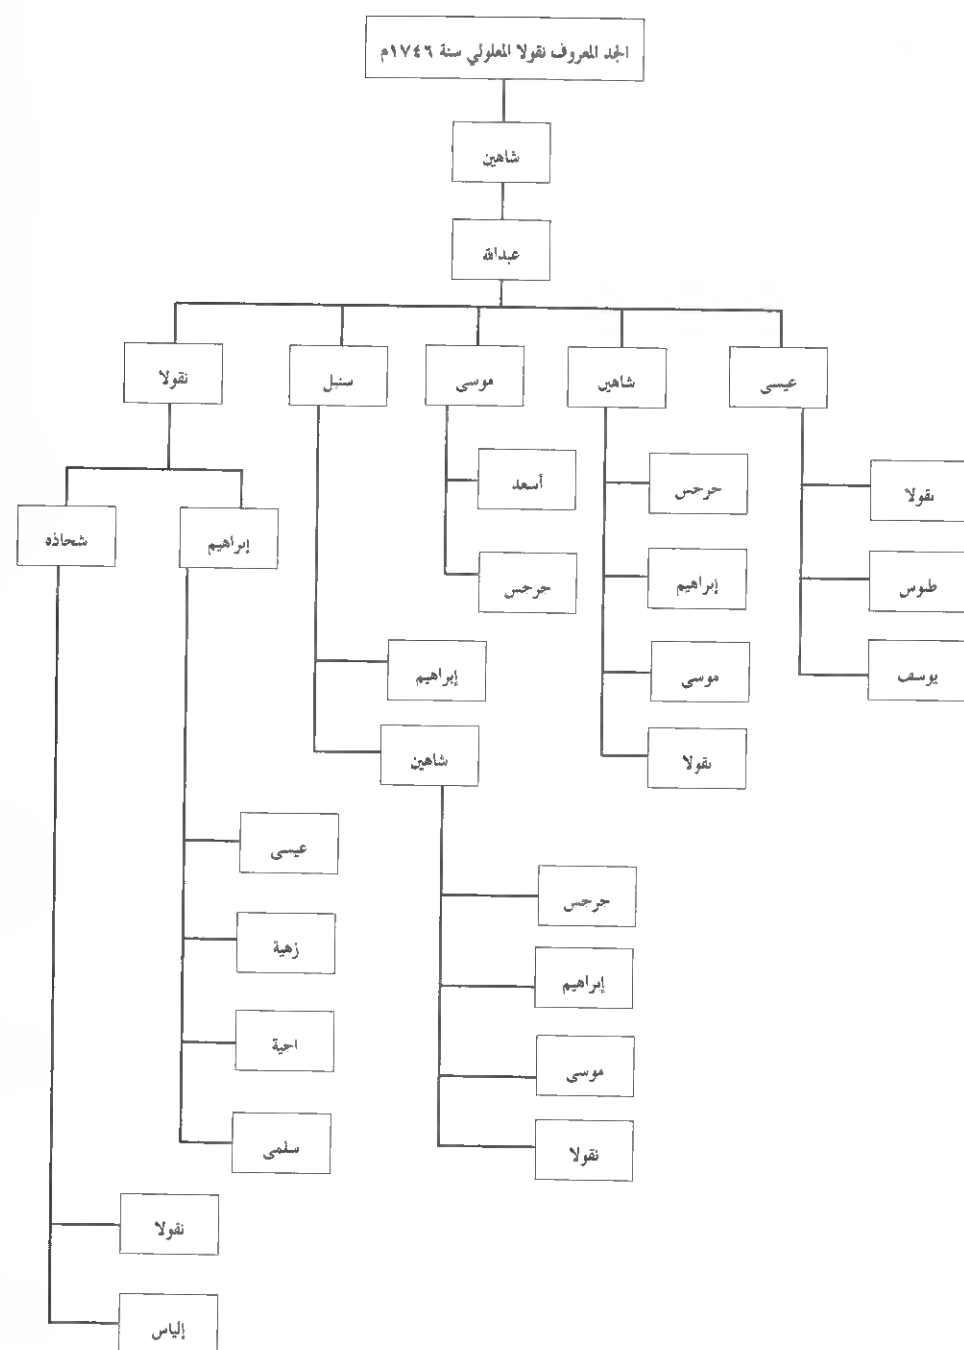 الجد المعروف نقولا المعلولي سنة ١٧٤٦م
شاهين
عبدالله
عيسى
شاهين
موسى
سنبل
نقولا
نقولا
طنوس
يوسف
جرجس
إبراهيم
موسى
نقولا
أسعد
جرجس
إبراهيم
شاهين
جرجس
إبراهيم
موسى
نقولا
إبراهيم
شحاذه
عيسى
زهية
احية
سلمى
نقولا
إلياس